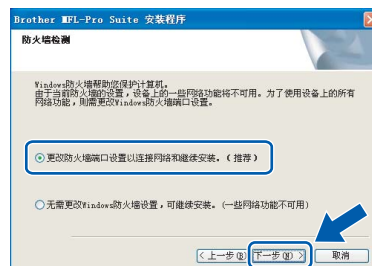 Brother MFL-Pro Suite 安装程序
防火墙检测
Windows防火墙帮助您保护计算机。
由于当前防火墙的设置，设备上的一些网络功能将不可用。为了使用设备上的所有
网络功能，则需更改Windows防火墙端口设置。
更改防火墙端口设置以连接网络和继续安装。（推荐）
无需更改Windows防火墙设置，可继续安装。(一些网络功能不可用)
< 上一步(B) 下一步(N) > 取消